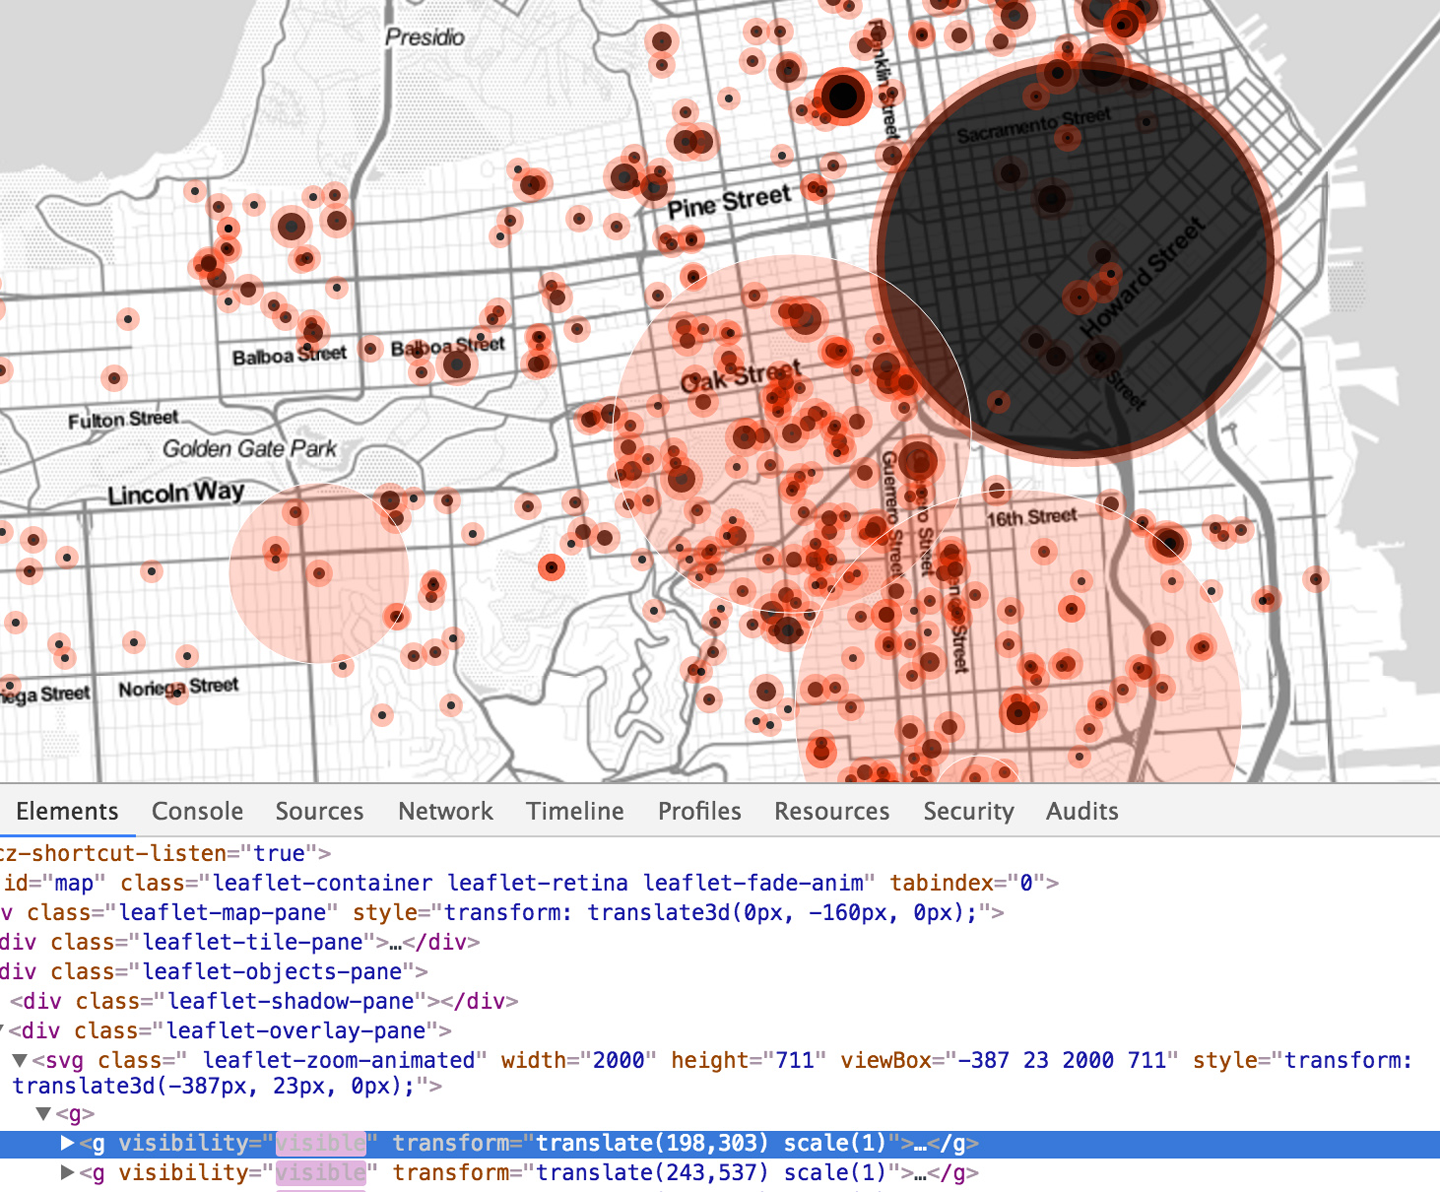 Presidio
Franklin Street
Sacramento Street
Pine Street
Howard Street
Balboa Street
Balboa Street
Oak Street
Street
Fulton Street
Golden Gate Park
Lincoln Way
Guerrero Street
Street
16th Street
Street
Noriega Street
Elements Console Sources Network Timeline Profiles Resources Security Audits
cz-shortcut-listen="true">
id="map" class="leaflet-container leaflet-retina leaflet-fade-anim" tabindex="0">
v class="leaflet-map-pane" style="transform: translate3d(0px, -160px, 0px);">
div class="leaflet-tile-pane">…</div>
div class="leaflet-objects-pane">
<div class="leaflet-shadow-pane"></div>
▼<div class="leaflet-overlay-pane">
▼<svg class=" leaflet-zoom-animated" width="2000" height="711" viewBox="-387 23 2000 711" style="transform:
translate3d(-387px, 23px, 0px);">
▼<g>
▶<g visibility="visible" transform="translate(198,303) scale(1)">…</g>
▶<g visibility="visible" transform="translate(243,537) scale(1)">…</g>